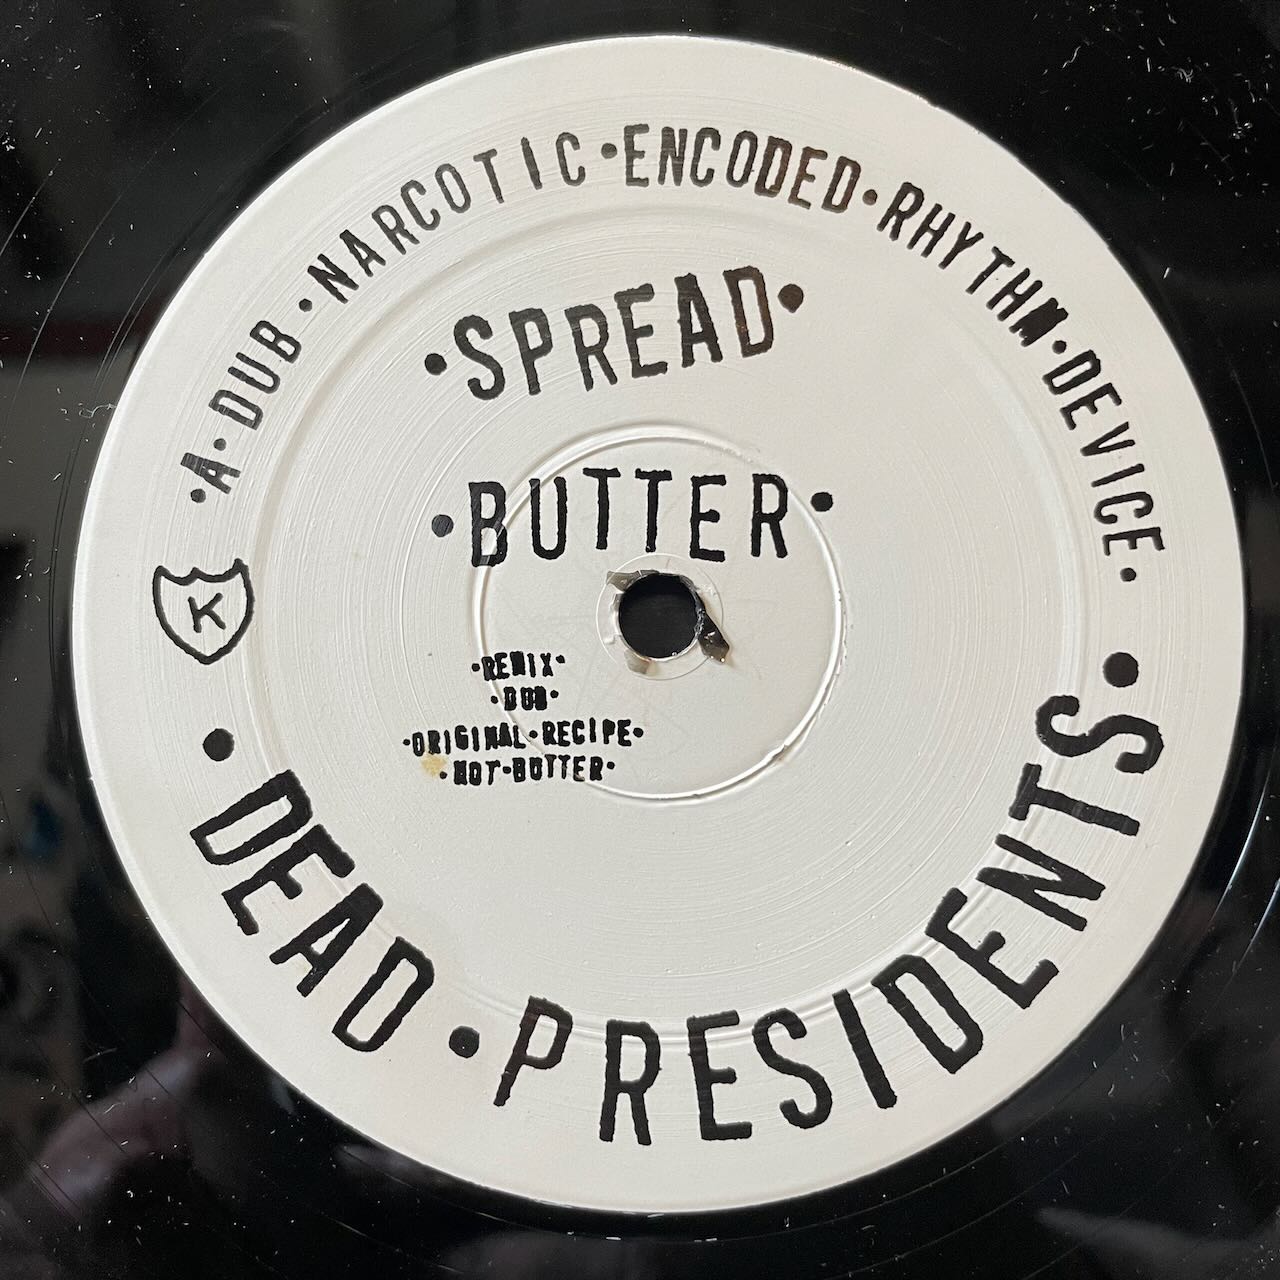 •A•DUB•NARCOTIC•ENCODED•RHYTHM•DEVICE•
•SPREAD•
•BUTTER•
K
•REMIX•
•DUB•
•ORIGINAL•RECIPE•
•NOT•BUTTER•
•DEAD•PRESIDENTS•